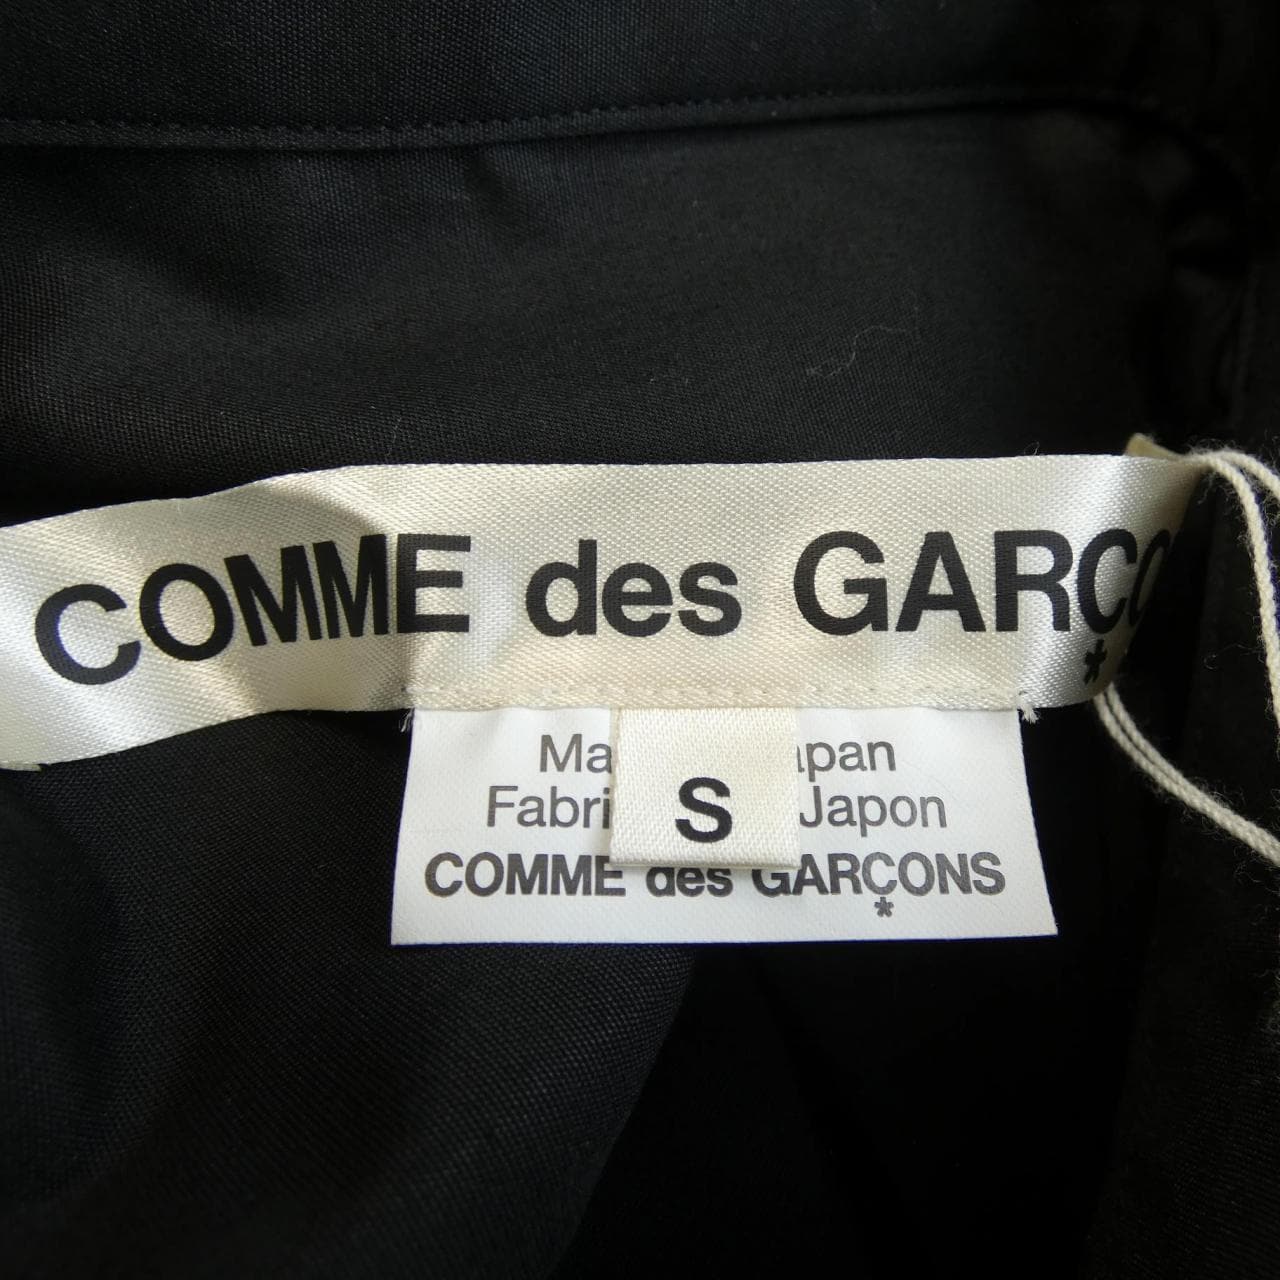 COMME des GARÇO
Ma S apan
Fabri Japon
COMME des GARÇONS